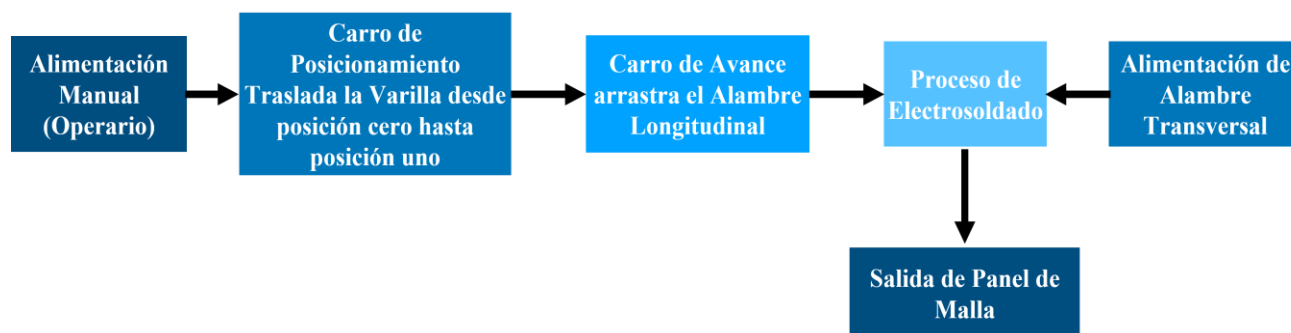 Alimentación
Manual
(Operario)
Carro de
Posicionamiento
Traslada la Varilla desde
posición cero hasta
posición uno
Carro de Avance
arrastra el Alambre
Longitudinal
Proceso de
Electrosoldado
Alimentación de
Alambre
Transversal
Salida de Panel de
Malla